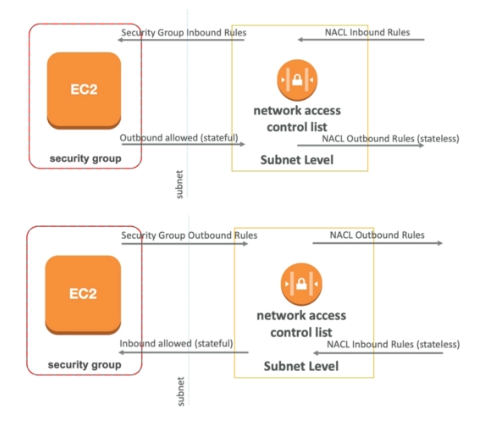 Security Group Inbound Rules
NACL Inbound Rules
EC2
network access
control list
Outbound allowed (stateful)
NACL Outbound Rules (stateless)
security group
Subnet Level
subnet
Security Group Outbound Rules
NACL Outbound Rules
EC2
network access
control list
Inbound allowed (stateful)
NACL Inbound Rules (stateless)
security group
Subnet Level
subnet